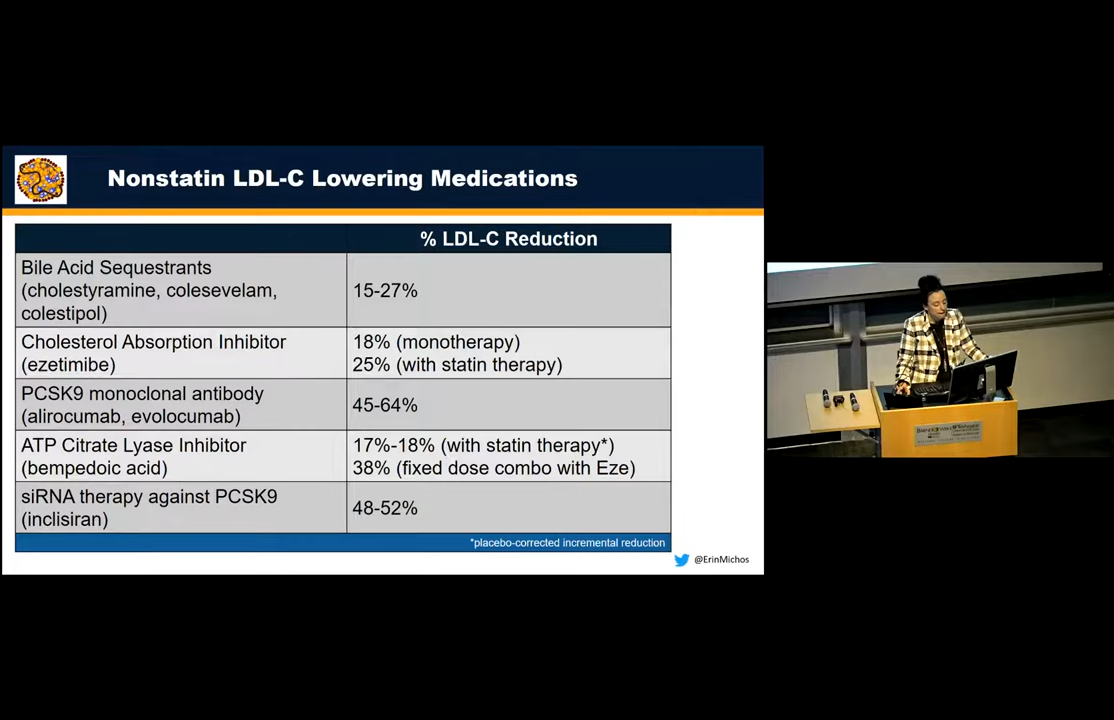 Nonstatin LDL-C Lowering Medications
% LDL-C Reduction
Bile Acid Sequestrants
(cholestyramine, colesevelam,
colestipol)
15-27%
Cholesterol Absorption Inhibitor
(ezetimibe)
18% (monotherapy)
25% (with statin therapy)
PCSK9 monoclonal antibody
(alirocumab, evolocumab)
45-64%
ATP Citrate Lyase Inhibitor
(bempedoic acid)
17%-18% (with statin therapy*)
38% (fixed dose combo with Eze)
siRNA therapy against PCSK9
(inclisiran)
48-52%
*placebo-corrected incremental reduction
@ErinMichos